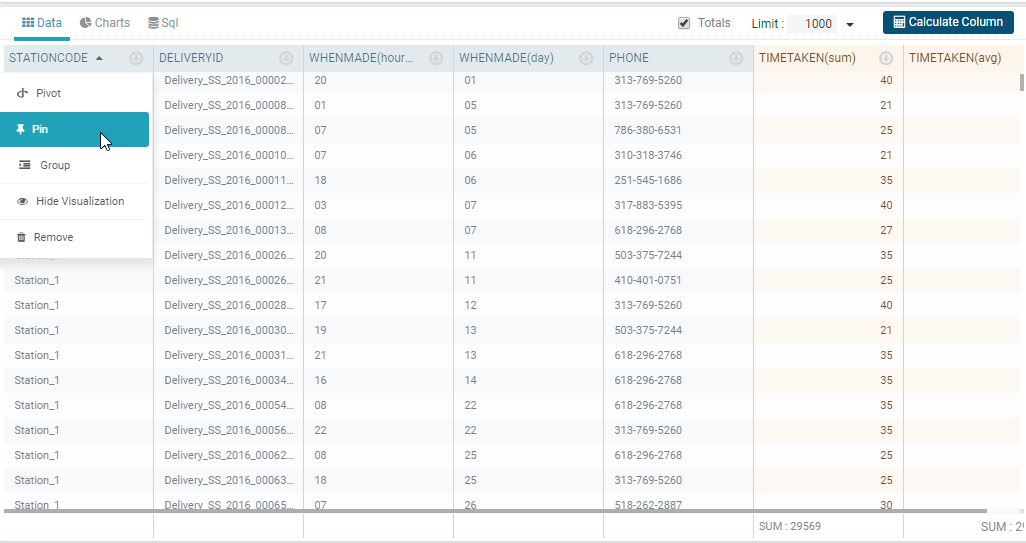 Data Charts Sql Totals Limit : 1000 Calculate Column
STATIONCODE DELIVERYID WHENMADE(hour... WHENMADE(day) PHONE TIMETAKEN(sum) TIMETAKEN(avg)
Delivery_SS_2016_00002... 20 01 313-769-5260 40
Pivot
Delivery_SS_2016_00008... 01 05 313-769-5260 21
Pin
Delivery_SS_2016_00008... 07 05 786-380-6531 25
Delivery_SS_2016_00010... 07 06 310-318-3746 21
Group
Delivery_SS_2016_00011... 18 06 251-545-1686 35
Hide Visualization
Delivery_SS_2016_00012... 03 07 317-883-5395 40
Remove
Delivery_SS_2016_00013... 08 07 618-296-2768 27
Delivery_SS_2016_00026... 20 11 503-375-7244 35
Station_1 Delivery_SS_2016_00026... 21 11 410-401-0751 25
Station_1 Delivery_SS_2016_00028... 17 12 313-769-5260 40
Station_1 Delivery_SS_2016_00030... 19 13 503-375-7244 21
Station_1 Delivery_SS_2016_00031... 21 13 618-296-2768 35
Station_1 Delivery_SS_2016_00034... 16 14 618-296-2768 35
Station_1 Delivery_SS_2016_00054... 08 22 618-296-2768 35
Station_1 Delivery_SS_2016_00056... 22 22 313-769-5260 35
Station_1 Delivery_SS_2016_00062... 08 25 618-296-2768 25
Station_1 Delivery_SS_2016_00063... 18 25 313-769-5260 25
Station_1 Delivery_SS_2016_00065... 07 26 518-262-2887 30
SUM : 29569 SUM : 29